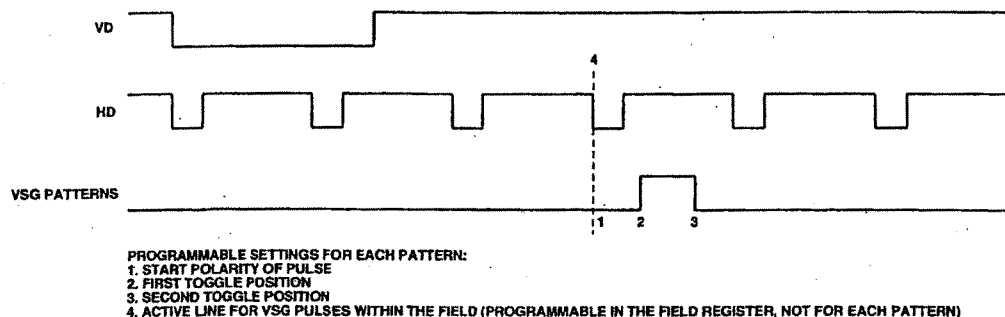 VD
4
HD
VSG PATTERNS
1 2 3
PROGRAMMABLE SETTINGS FOR EACH PATTERN:
1. START POLARITY OF PULSE
2. FIRST TOGGLE POSITION
3. SECOND TOGGLE POSITION
4. ACTIVE LINE FOR VSG PULSES WITHIN THE FIELD (PROGRAMMABLE IN THE FIELD REGISTER, NOT FOR EACH PATTERN)